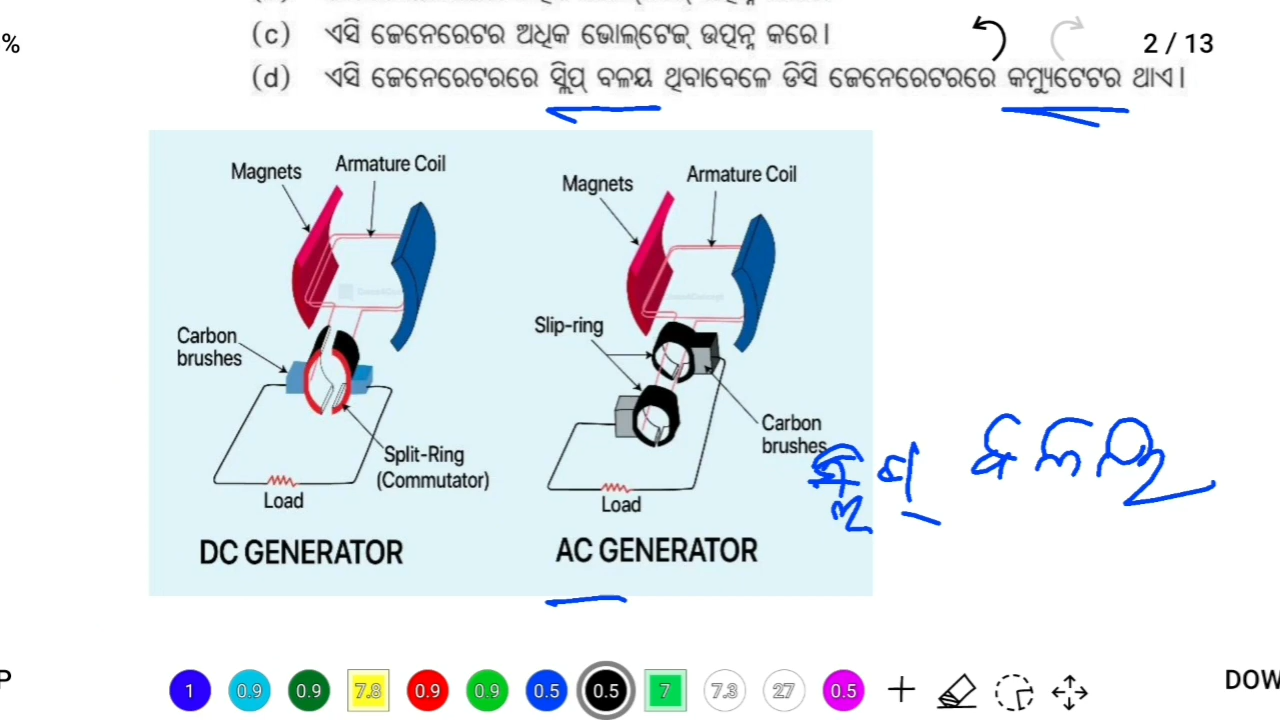 %
(c) ଏସି ଜେନେରେଟର ଅଧିକ ଭୋଲ୍‌ଟେଜ୍ ଉତ୍ପନ୍ନ କରେ।
2 / 13
(d) ଏସି ଜେନେରେଟରରେ ସ୍ଲିପ୍ ବଳୟ ଥିବାବେଳେ ଡିସି ଜେନେରେଟରରେ କମ୍ୟୁଟେଟର ଥାଏ।
Magnets
Armature Coil
Carbon
brushes
Split-Ring
(Commutator)
Load
DC GENERATOR
Magnets
Armature Coil
Slip-ring
Carbon
brushes
Load
AC GENERATOR
P
1 0.9 0.9 7.8 0.9 0.9 0.5 0.5 7 7.3 27 0.5
DOW